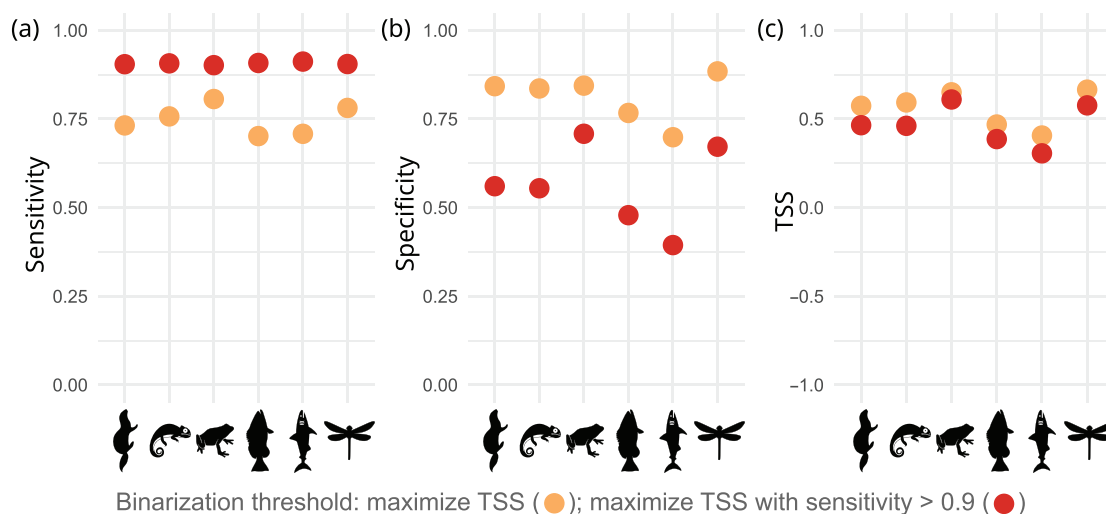 (a)
1.00
0.75
0.50
0.25
0.00
Sensitivity
(b)
1.00
0.75
0.50
0.25
0.00
Specificity
(c)
1.0
0.5
0.0
−0.5
−1.0
TSS
Binarization threshold: maximize TSS ( ); maximize TSS with sensitivity > 0.9 ( )